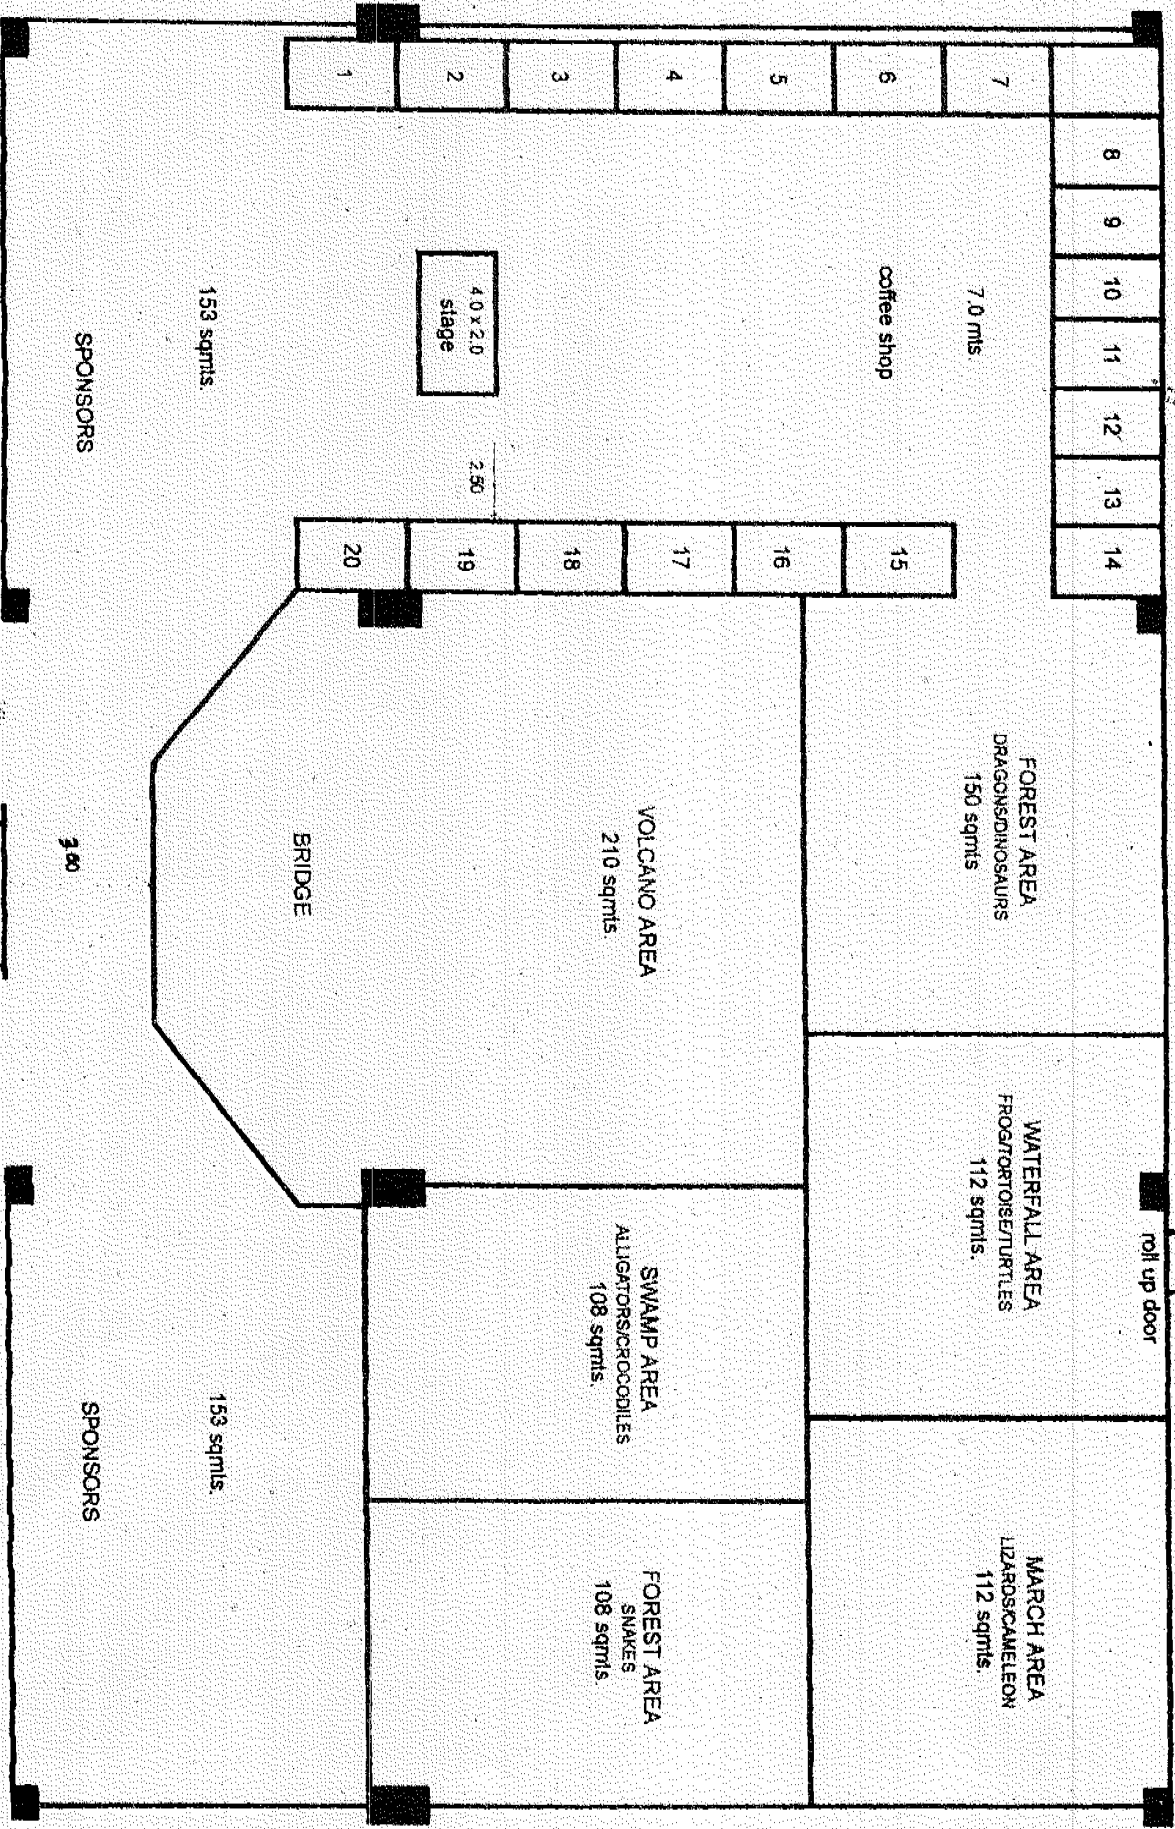 7
6
5
4
3
2
1
8
9
10
11
12
13
14
7.0 mts.
coffee shop
4.0 x 2.0
stage
2.50
15
16
17
18
19
20
153 sqmts.
SPONSORS
FOREST AREA
DRAGONS/DINOSAURS
150 sqmts
VOLCANO AREA
210 sqmts.
BRIDGE
roll up door
WATERFALL AREA
FROG/TORTOISE/TURTLES
112 sqmts.
SWAMP AREA
ALLIGATORS/CROCODILES
108 sqmts.
MARCH AREA
LIZARDS/CAMELEON
112 sqmts.
FOREST AREA
SNAKES
108 sqmts.
153 sqmts.
SPONSORS